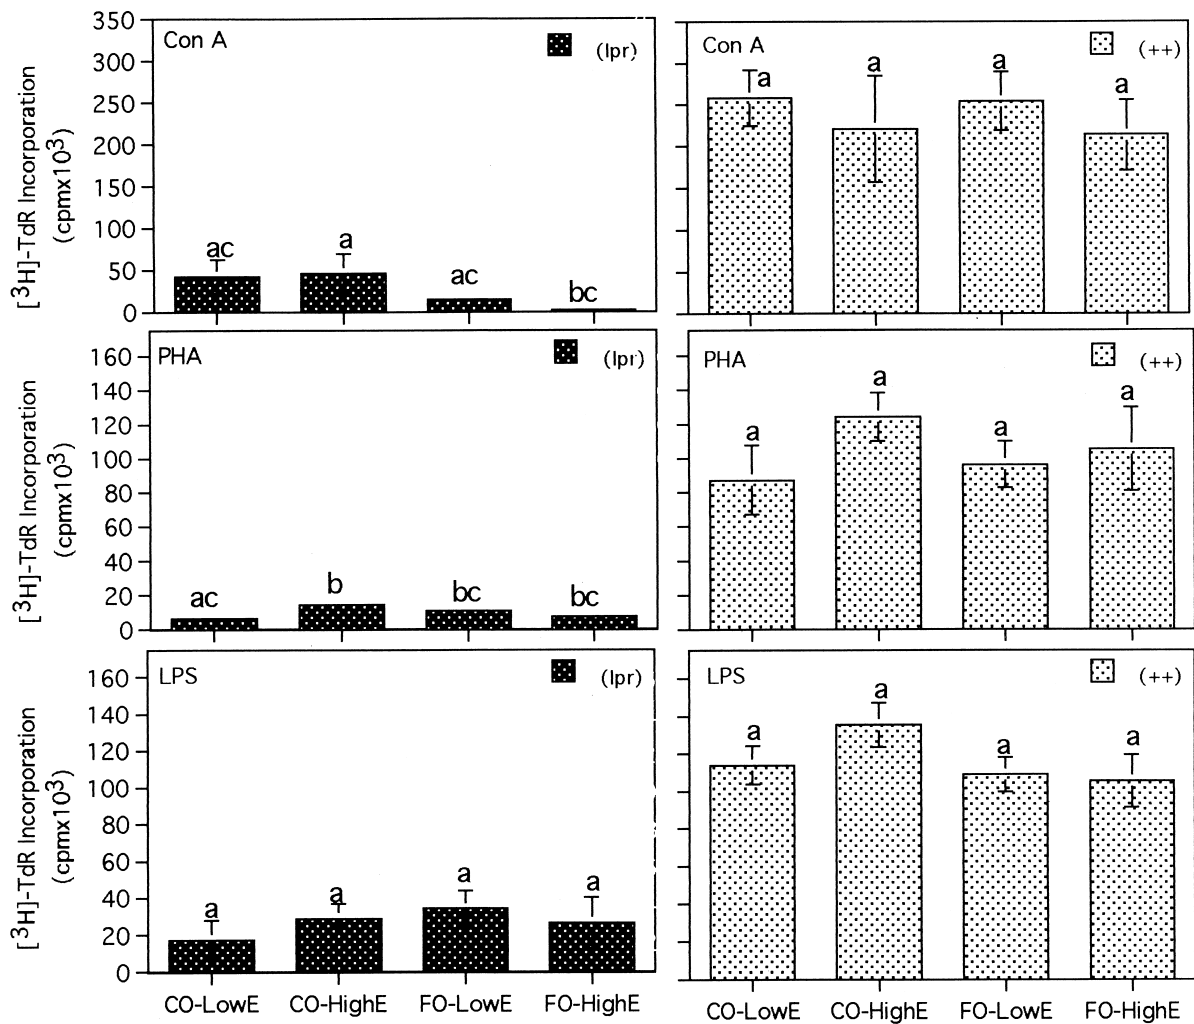 [3H]-TdR Incorporation
(cpmx10³)
350
300
250
200
150
100
50
0
Con A
(lpr)
ac
a
ac
bc
Con A
(++)
a
a
a
a
[3H]-TdR Incorporation
(cpmx10³)
160
140
120
100
80
60
40
20
0
PHA
(lpr)
ac
b
bc
bc
PHA
(++)
a
a
a
a
[3H]-TdR Incorporation
(cpmx10³)
160
140
120
100
80
60
40
20
0
LPS
(lpr)
a
a
a
a
LPS
(++)
a
a
a
a
CO-LowE CO-HighE FO-LowE FO-HighE
CO-LowE CO-HighE FO-LowE FO-HighE